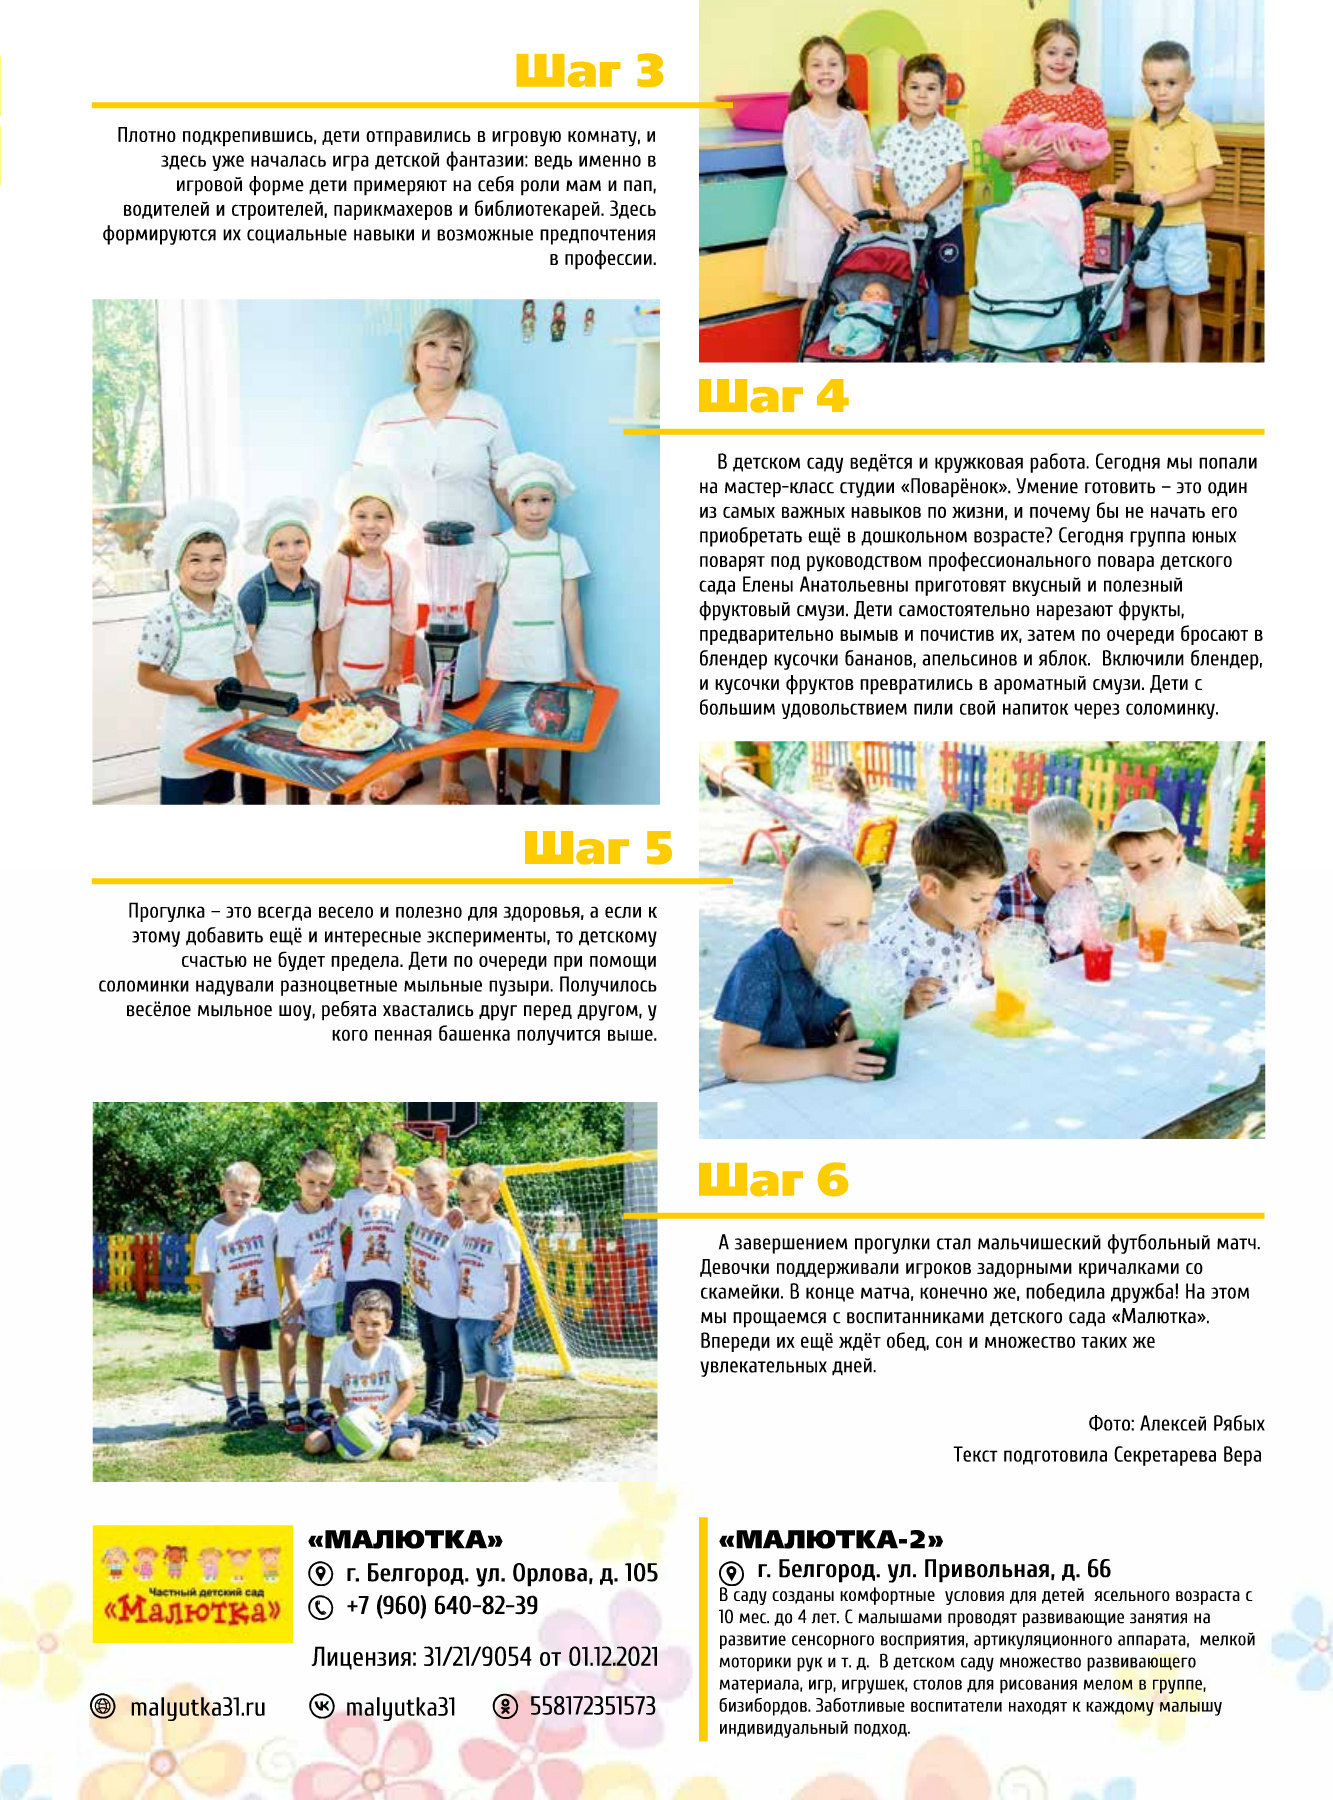 Шаг 3
Плотно подкрепившись, дети отправились в игровую комнату, и
здесь уже началась игра детской фантазии: ведь именно в
игровой форме дети примеряют на себя роли мам и пап,
водителей и строителей, парикмахеров и библиотекарей. Здесь
формируются их социальные навыки и возможные предпочтения
в профессии.
Шаг 4
В детском саду ведётся и кружковая работа. Сегодня мы попали
на мастер-класс студии «Поварёнок». Умение готовить – это один
из самых важных навыков по жизни, и почему бы не начать его
приобретать ещё в дошкольном возрасте? Сегодня группа юных
поварят под руководством профессионального повара детского
сада Елены Анатольевны приготовят вкусный и полезный
фруктовый смузи. Дети самостоятельно нарезают фрукты,
предварительно вымыв и почистив их, затем по очереди бросают в
блендер кусочки бананов, апельсинов и яблок. Включили блендер,
и кусочки фруктов превратились в ароматный смузи. Дети с
большим удовольствием пили свой напиток через соломинку.
Шаг 5
Прогулка – это всегда весело и полезно для здоровья, а если к
этому добавить ещё и интересные эксперименты, то детскому
счастью не будет предела. Дети по очереди при помощи
соломинки надували разноцветные мыльные пузыри. Получилось
весёлое мыльное шоу, ребята хвастались друг перед другом, у
кого пенная башенка получится выше.
Шаг 6
А завершением прогулки стал мальчишеский футбольный матч.
Девочки поддерживали игроков задорными кричалками со
скамейки. В конце матча, конечно же, победила дружба! На этом
мы прощаемся с воспитанниками детского сада «Малютка».
Впереди их ещё ждёт обед, сон и множество таких же
увлекательных дней.
Фото: Алексей Рябых
Текст подготовила Секретарева Вера
Частный детский сад
«Малютка»
«МАЛЮТКА»
г. Белгород. ул. Орлова, д. 105
+7 (960) 640-82-39
Лицензия: 31/21/9054 от 01.12.2021
malyutka31.ru
malyutka31
558172351573
«МАЛЮТКА-2»
г. Белгород. ул. Привольная, д. 66
В саду созданы комфортные условия для детей ясельного возраста с
10 мес. до 4 лет. С малышами проводят развивающие занятия на
развитие сенсорного восприятия, артикуляционного аппарата, мелкой
моторики рук и т. д. В детском саду множество развивающего
материала, игр, игрушек, столов для рисования мелом в группе,
бизибордов. Заботливые воспитатели находят к каждому малышу
индивидуальный подход.